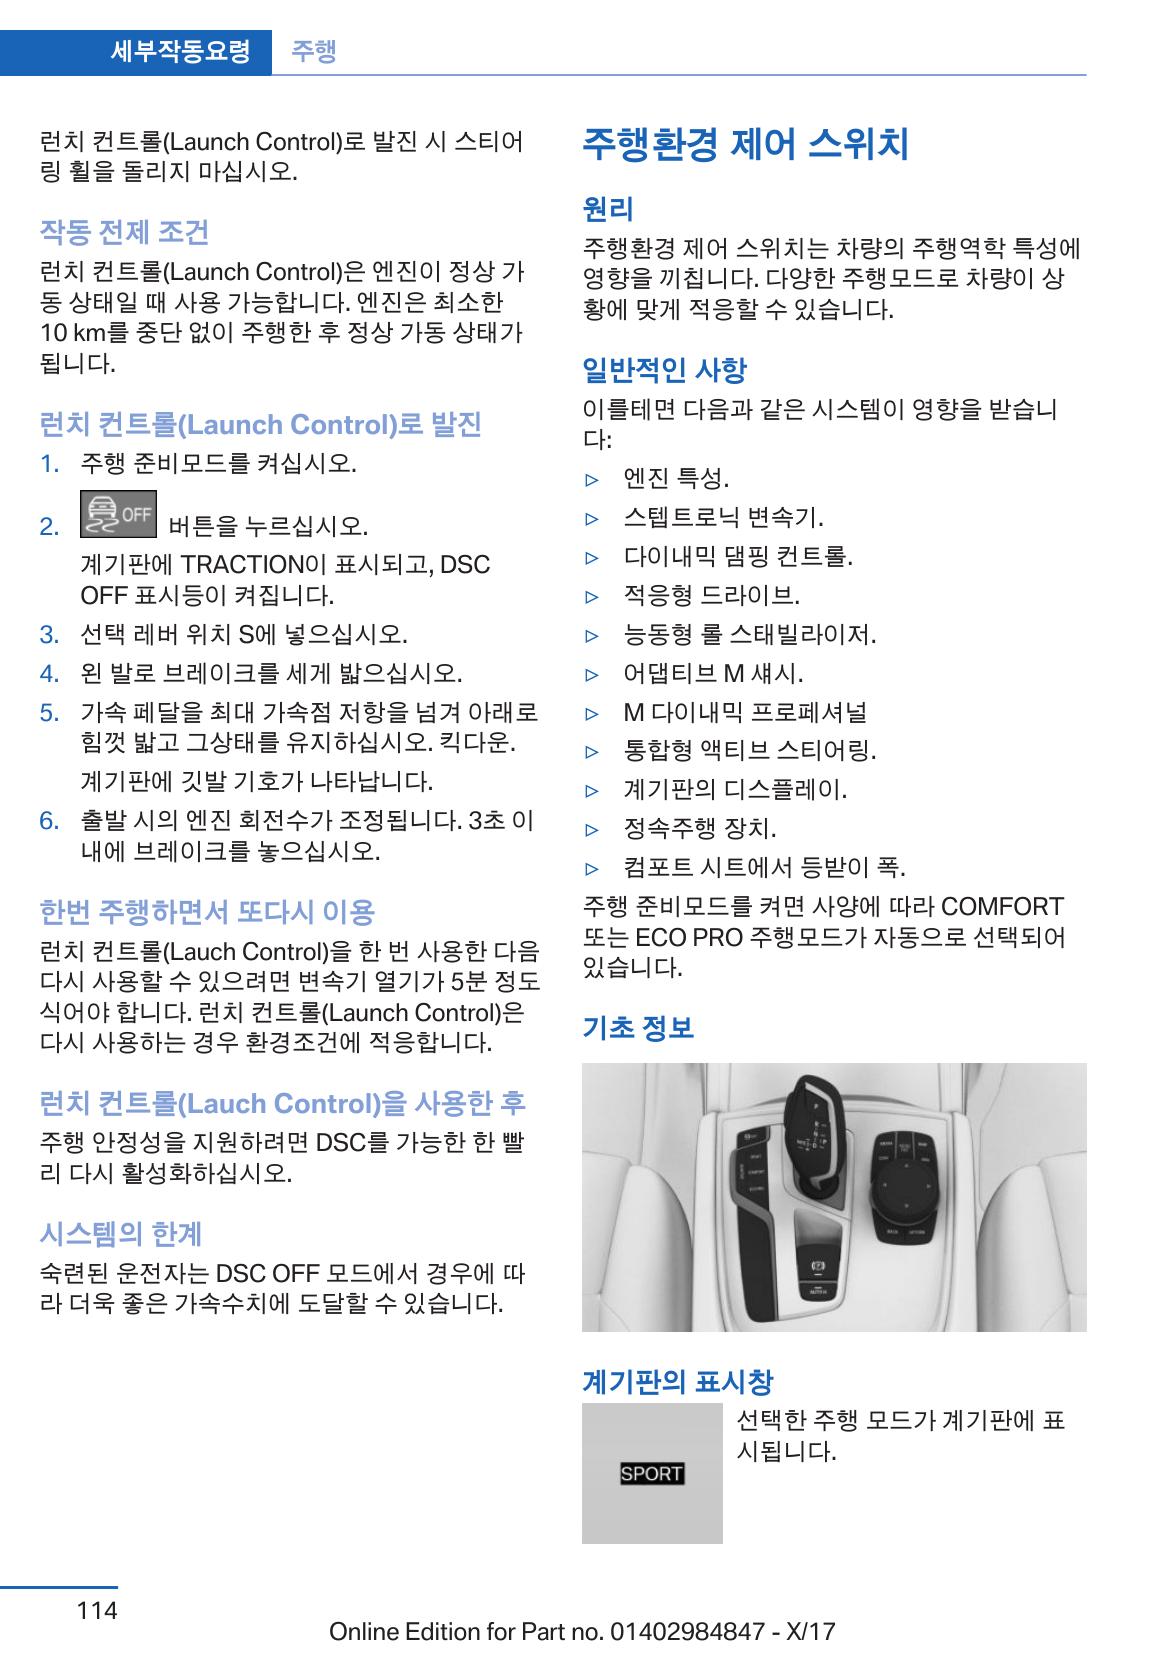 세부작동요령 주행
런치 컨트롤(Launch Control)로 발진 시 스티어
링 휠을 돌리지 마십시오.
작동 전제 조건
런치 컨트롤(Launch Control)은 엔진이 정상 가
동 상태일 때 사용 가능합니다. 엔진은 최소한
10 km를 중단 없이 주행한 후 정상 가동 상태가
됩니다.
런치 컨트롤(Launch Control)로 발진
1. 주행 준비모드를 켜십시오.
2. OFF 버튼을 누르십시오.
계기판에 TRACTION이 표시되고, DSC
OFF 표시등이 켜집니다.
3. 선택 레버 위치 S에 넣으십시오.
4. 왼 발로 브레이크를 세게 밟으십시오.
5. 가속 페달을 최대 가속점 저항을 넘겨 아래로
힘껏 밟고 그상태를 유지하십시오. 킥다운.
계기판에 깃발 기호가 나타납니다.
6. 출발 시의 엔진 회전수가 조정됩니다. 3초 이
내에 브레이크를 놓으십시오.
한번 주행하면서 또다시 이용
런치 컨트롤(Lauch Control)을 한 번 사용한 다음
다시 사용할 수 있으려면 변속기 열기가 5분 정도
식어야 합니다. 런치 컨트롤(Launch Control)은
다시 사용하는 경우 환경조건에 적응합니다.
런치 컨트롤(Lauch Control)을 사용한 후
주행 안정성을 지원하려면 DSC를 가능한 한 빨
리 다시 활성화하십시오.
시스템의 한계
숙련된 운전자는 DSC OFF 모드에서 경우에 따
라 더욱 좋은 가속수치에 도달할 수 있습니다.
주행환경 제어 스위치
원리
주행환경 제어 스위치는 차량의 주행역학 특성에
영향을 끼칩니다. 다양한 주행모드로 차량이 상
황에 맞게 적응할 수 있습니다.
일반적인 사항
이를테면 다음과 같은 시스템이 영향을 받습니
다:
▷ 엔진 특성.
▷ 스텝트로닉 변속기.
▷ 다이내믹 댐핑 컨트롤.
▷ 적응형 드라이브.
▷ 능동형 롤 스태빌라이저.
▷ 어댑티브 M 섀시.
▷ M 다이내믹 프로페셔널
▷ 통합형 액티브 스티어링.
▷ 계기판의 디스플레이.
▷ 정속주행 장치.
▷ 컴포트 시트에서 등받이 폭.
주행 준비모드를 켜면 사양에 따라 COMFORT
또는 ECO PRO 주행모드가 자동으로 선택되어
있습니다.
기초 정보
계기판의 표시창
SPORT
선택한 주행 모드가 계기판에 표
시됩니다.
114
Online Edition for Part no. 01402984847 - X/17